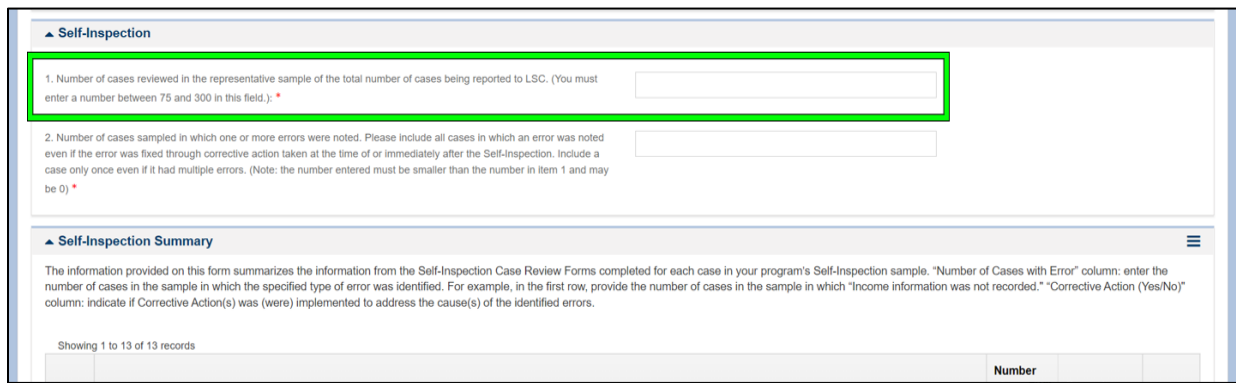 Self-Inspection
1. Number of cases reviewed in the representative sample of the total number of cases being reported to LSC. (You must
enter a number between 75 and 300 in this field.): *
2. Number of cases sampled in which one or more errors were noted. Please include all cases in which an error was noted
even if the error was fixed through corrective action taken at the time of or immediately after the Self-Inspection. Include a
case only once even if it had multiple errors. (Note: the number entered must be smaller than the number in item 1 and may
be 0) *
Self-Inspection Summary
The information provided on this form summarizes the information from the Self-Inspection Case Review Forms completed for each case in your program's Self-Inspection sample. “Number of Cases with Error” column: enter the
number of cases in the sample in which the specified type of error was identified. For example, in the first row, provide the number of cases in the sample in which “Income information was not recorded.” “Corrective Action (Yes/No)”
column: indicate if Corrective Action(s) was (were) implemented to address the cause(s) of the identified errors.
Showing 1 to 13 of 13 records
Number